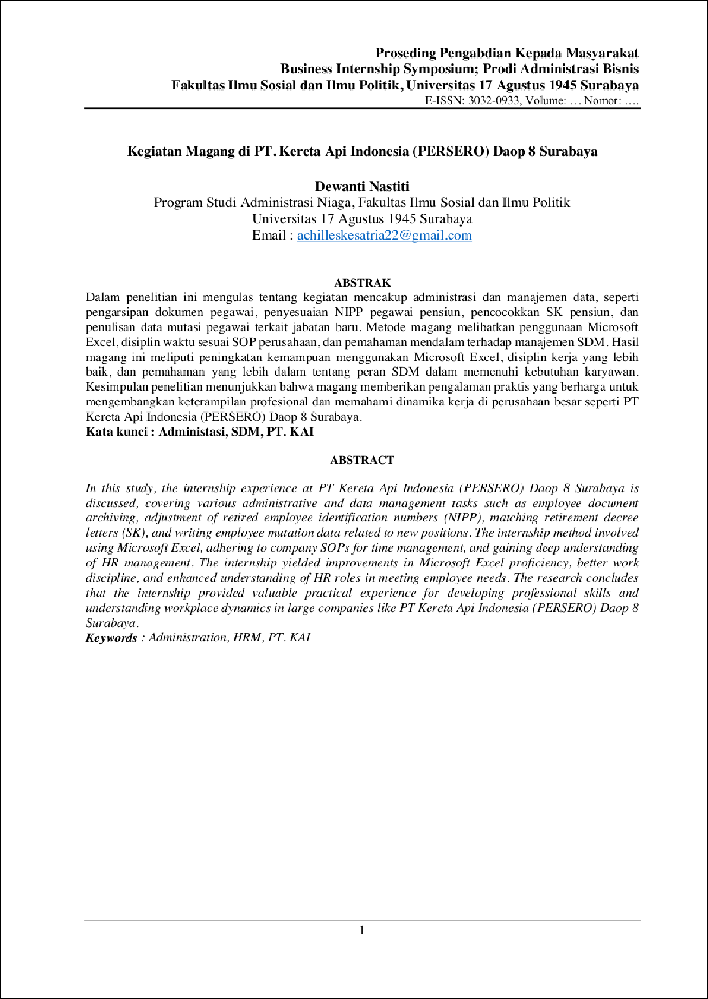 Proseding Pengabdian Kepada Masyarakat
Business Internship Symposium; Prodi Administrasi Bisnis
Fakultas Ilmu Sosial dan Ilmu Politik, Universitas 17 Agustus 1945 Surabaya
E-ISSN: 3032-0933, Volume: … Nomor: ….
Kegiatan Magang di PT. Kereta Api Indonesia (PERSERO) Daop 8 Surabaya
Dewanti Nastiti
Program Studi Administrasi Niaga, Fakultas Ilmu Sosial dan Ilmu Politik
Universitas 17 Agustus 1945 Surabaya
Email : achilleskesatria22@gmail.com
ABSTRAK
Dalam penelitian ini mengulas tentang kegiatan mencakup administrasi dan manajemen data, seperti
pengarsipan dokumen pegawai, penyesuaian NIPP pegawai pensiun, pencocokkan SK pensiun, dan
penulisan data mutasi pegawai terkait jabatan baru. Metode magang melibatkan penggunaan Microsoft
Excel, disiplin waktu sesuai SOP perusahaan, dan pemahaman mendalam terhadap manajemen SDM. Hasil
magang ini meliputi peningkatan kemampuan menggunakan Microsoft Excel, disiplin kerja yang lebih
baik, dan pemahaman yang lebih dalam tentang peran SDM dalam memenuhi kebutuhan karyawan.
Kesimpulan penelitian menunjukkan bahwa magang memberikan pengalaman praktis yang berharga untuk
mengembangkan keterampilan profesional dan memahami dinamika kerja di perusahaan besar seperti PT
Kereta Api Indonesia (PERSERO) Daop 8 Surabaya.
Kata kunci : Administasi, SDM, PT. KAI
ABSTRACT
In this study, the internship experience at PT Kereta Api Indonesia (PERSERO) Daop 8 Surabaya is
discussed, covering various administrative and data management tasks such as employee document
archiving, adjustment of retired employee identification numbers (NIPP), matching retirement decree
letters (SK), and writing employee mutation data related to new positions. The internship method involved
using Microsoft Excel, adhering to company SOPs for time management, and gaining deep understanding
of HR management. The internship yielded improvements in Microsoft Excel proficiency, better work
discipline, and enhanced understanding of HR roles in meeting employee needs. The research concludes
that the internship provided valuable practical experience for developing professional skills and
understanding workplace dynamics in large companies like PT Kereta Api Indonesia (PERSERO) Daop 8
Surabaya.
Keywords : Administration, HRM, PT. KAI
1